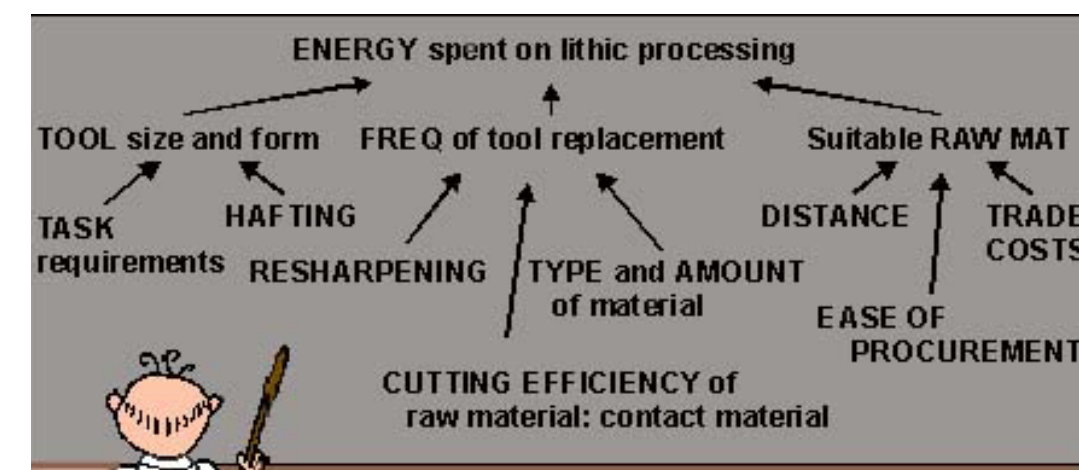 ENERGY spent on lithic processing
TOOL size and form
FREQ of tool replacement
Suitable RAW MAT
TASK
requirements
HAFTING
RESHARPENING
CUTTING EFFICIENCY of
raw material: contact material
TYPE and AMOUNT
of material
DISTANCE
EASE OF
PROCUREMENT
TRADE
COSTS